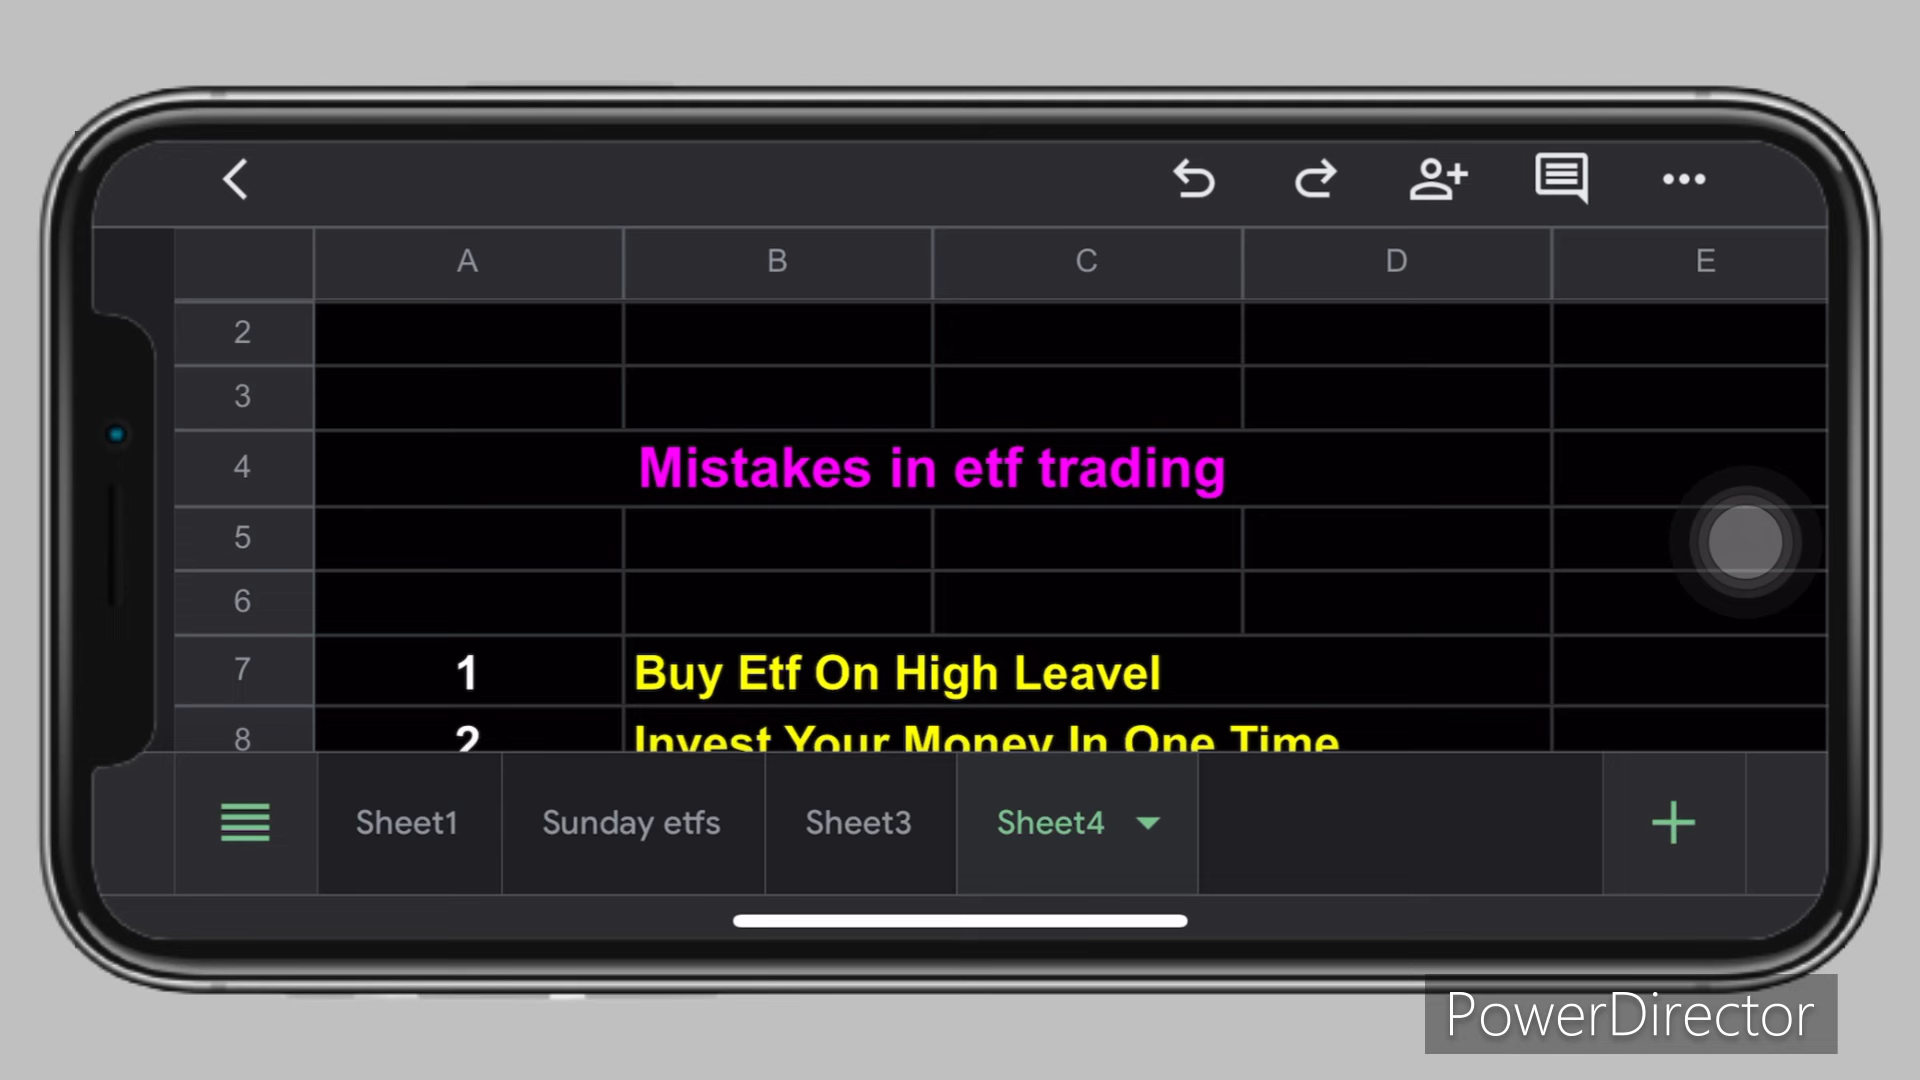 A B C D E
2
3
4 Mistakes in etf trading
5
6
7 1 Buy Etf On High Leavel
8 2 Invest Your Money In One Time
Sheet1 Sunday etfs Sheet3 Sheet4
PowerDirector